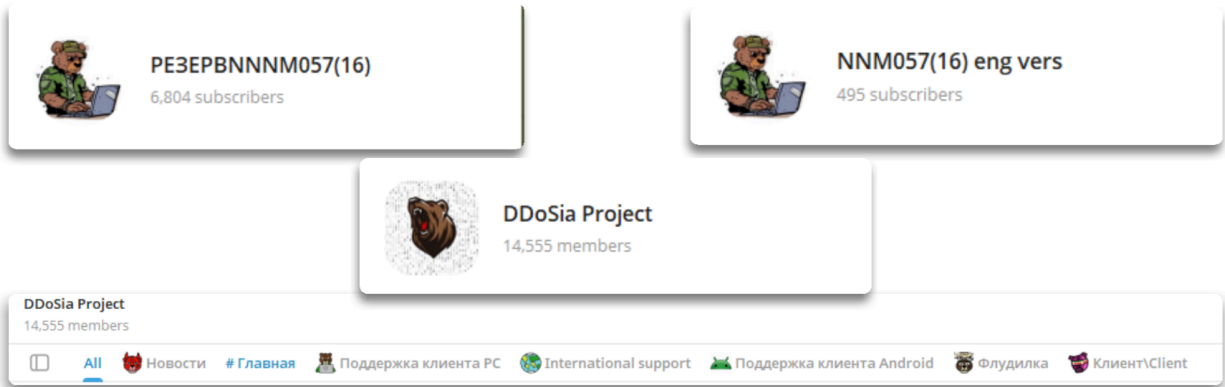 РЕЗЕРВNNNM057(16)
6,804 subscribers
NNM057(16) eng vers
495 subscribers
DDoSia Project
14,555 members
DDoSia Project
14,555 members
All Новости # Главная Поддержка клиента PC International support Поддержка клиента Android Флудилка Клиент\Client